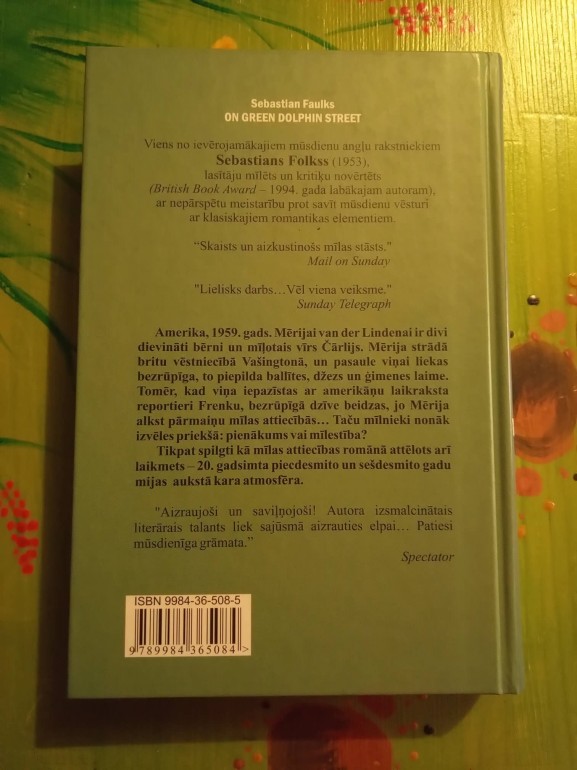 Sebastian Faulks
ON GREEN DOLPHIN STREET
Viens no ievērojamākajiem mūsdienu angļu rakstniekiem
Sebastians Folkss (1953),
lasītāju mīlēts un kritiķu novērtēts
(British Book Award – 1994. gada labākajam autoram),
ar nepārspētu meistarību prot savīt mūsdienu vēsturi
ar klasiskajiem romantikas elementiem.
“Skaists un aizkustinošs mīlas stāsts."
Mail on Sunday
"Lielisks darbs…Vēl viena veiksme."
Sunday Telegraph
Amerika, 1959. gads. Mērijai van der Lindenai ir divi
dievināti bērni un mīļotais vīrs Čārlijs. Mērija strādā
britu vēstniecībā Vašingtonā, un pasaule viņai liekas
bezrūpīga, to piepilda ballītes, džezs un ģimenes laime.
Tomēr, kad viņa iepazīstas ar amerikāņu laikraksta
reportieri Frenku, bezrūpīgā dzīve beidzas, jo Mērija
alkst pārmaiņu mīlas attiecībās… Taču mīlnieki nonāk
izvēles priekšā: pienākums vai mīlestība?
Tikpat spilgti kā mīlas attiecības romānā attēlots arī
laikmets – 20. gadsimta piecdesmito un sešdesmito gadu
mijas aukstā kara atmosfēra.
"Aizraujoši un saviļņojoši! Autora izsmalcinātais
literārais talants liek sajūsmā aizrauties elpai… Patiesi
mūsdienīga grāmata.”
Spectator
ISBN 9984-36-508-5
9 789984 365084 >